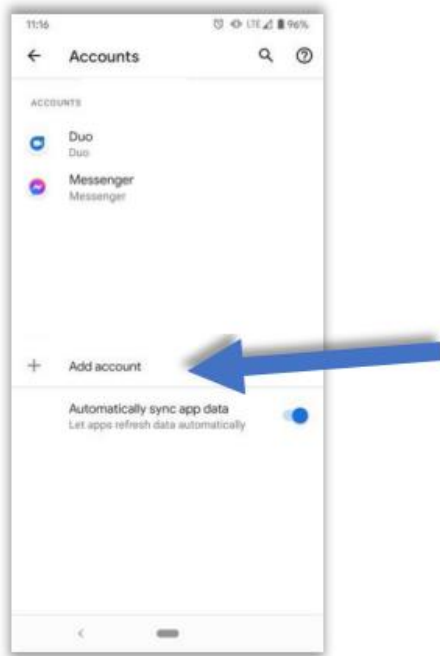 11:16 LTE 96%
Accounts
ACCOUNTS
Duo
Duo
Messenger
Messenger
Add account
Automatically sync app data
Let apps refresh data automatically